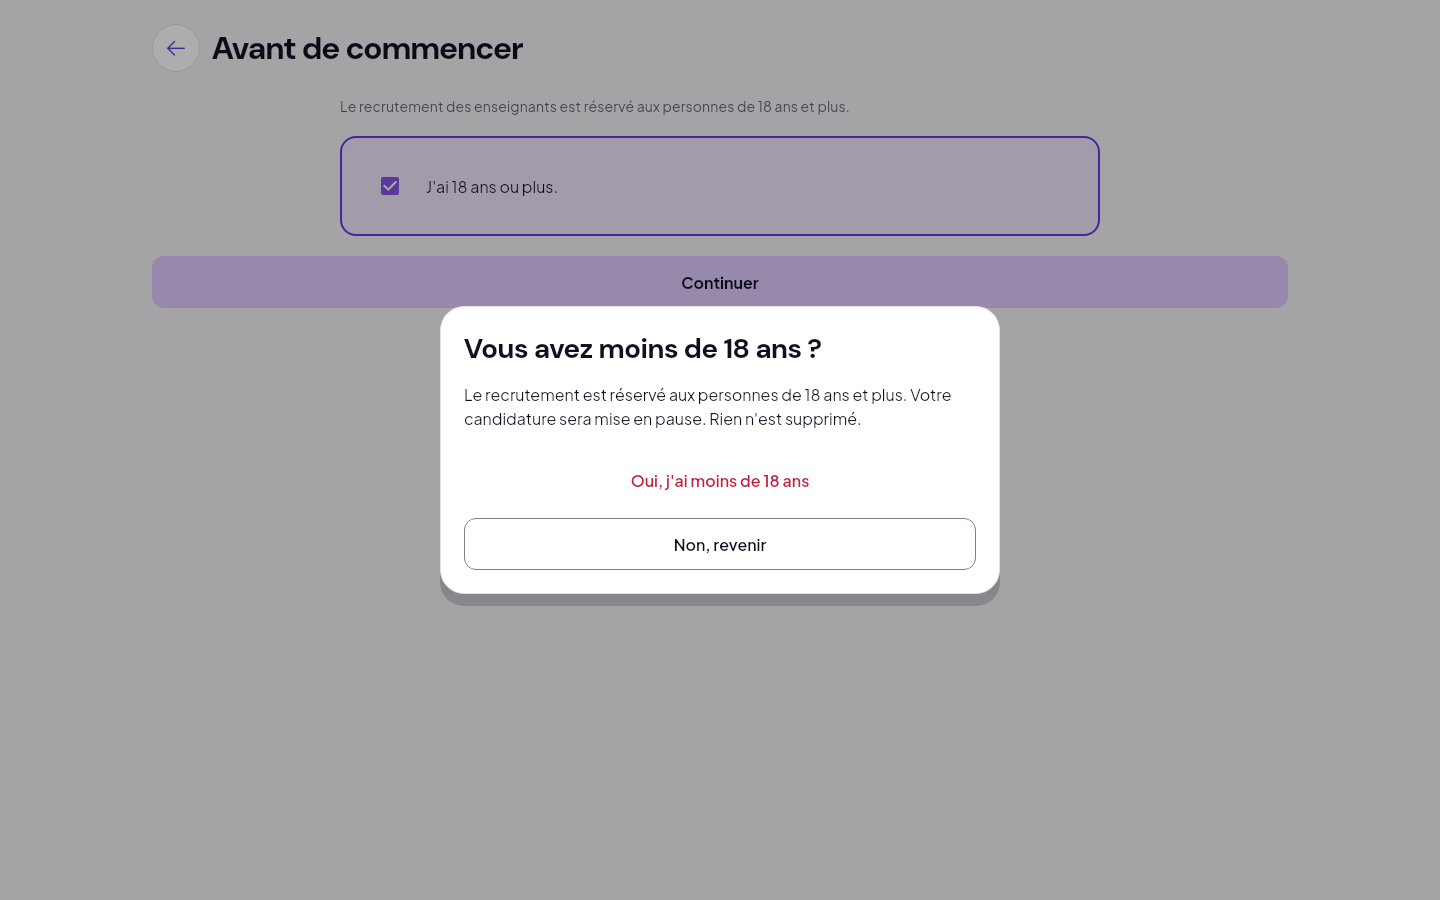 Avant de commencer
Le recrutement des enseignants est réservé aux personnes de 18 ans et plus.
J'ai 18 ans ou plus.
Continuer
Vous avez moins de 18 ans ?
Le recrutement est réservé aux personnes de 18 ans et plus. Votre
candidature sera mise en pause. Rien n'est supprimé.
Oui, j'ai moins de 18 ans
Non, revenir